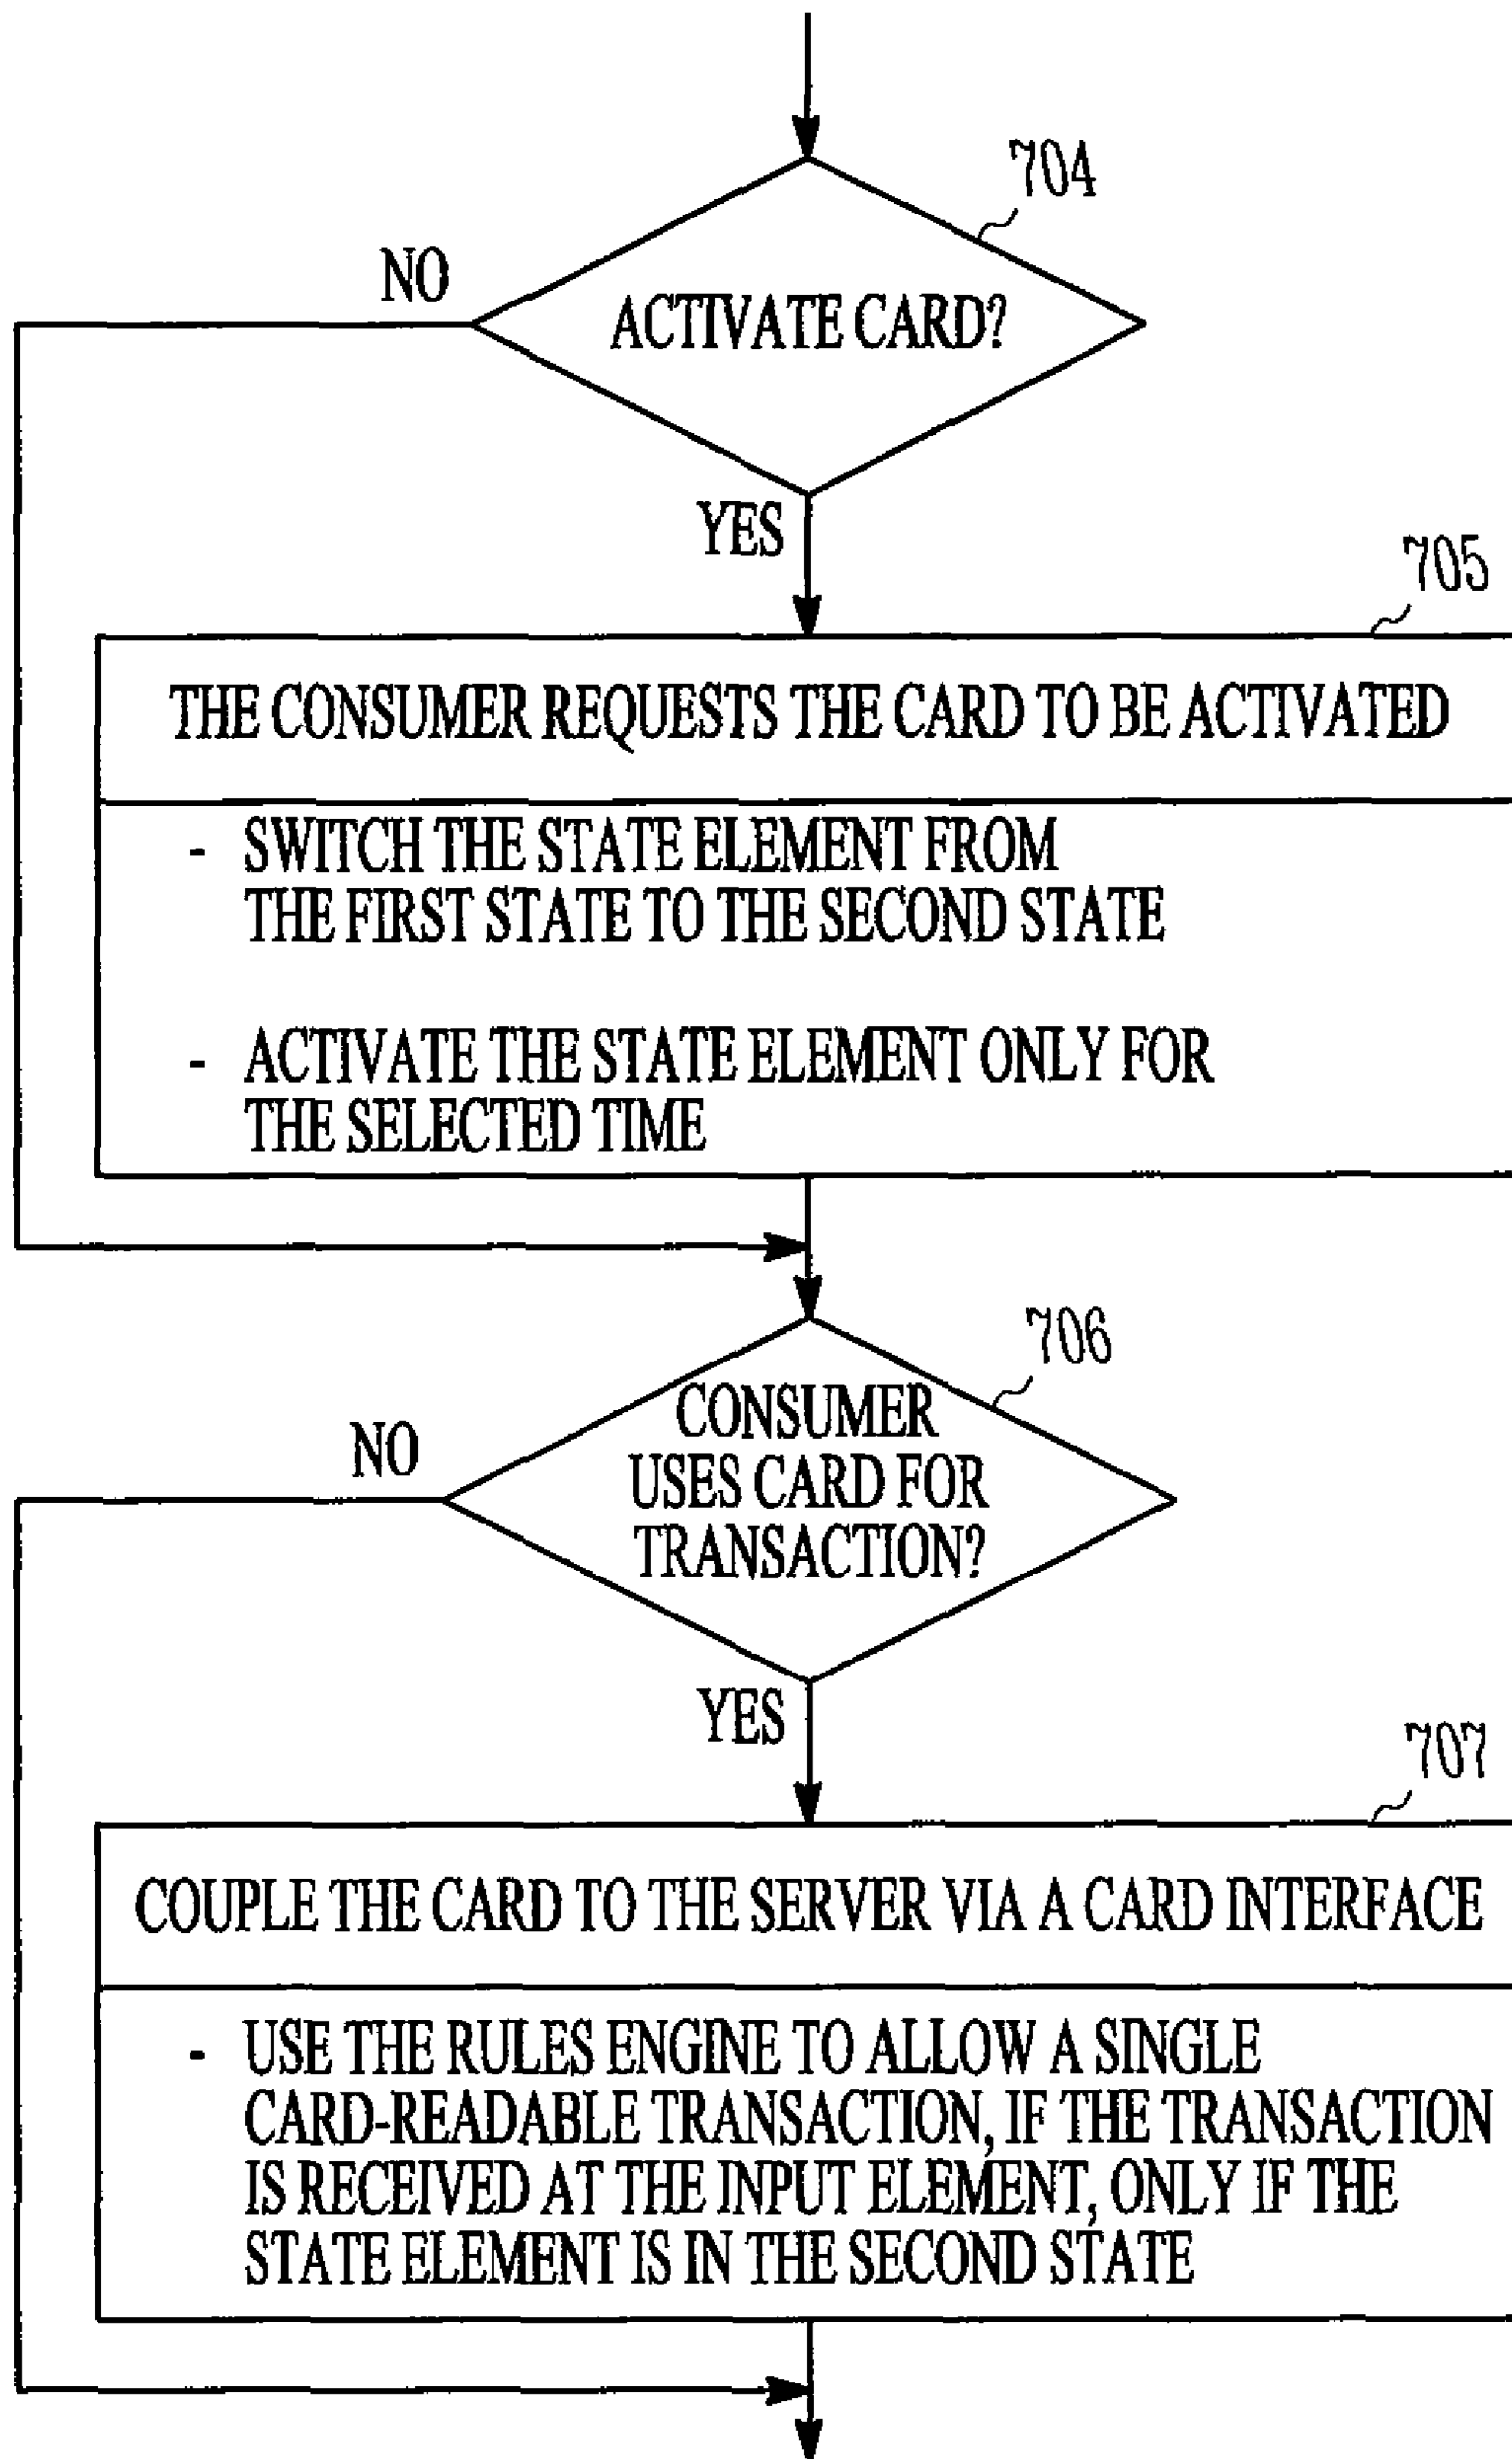 704
NO
ACTIVATE CARD?
YES
705
THE CONSUMER REQUESTS THE CARD TO BE ACTIVATED
- SWITCH THE STATE ELEMENT FROM
THE FIRST STATE TO THE SECOND STATE
- ACTIVATE THE STATE ELEMENT ONLY FOR
THE SELECTED TIME
706
NO
CONSUMER
USES CARD FOR
TRANSACTION?
YES
707
COUPLE THE CARD TO THE SERVER VIA A CARD INTERFACE
- USE THE RULES ENGINE TO ALLOW A SINGLE
CARD-READABLE TRANSACTION, IF THE TRANSACTION
IS RECEIVED AT THE INPUT ELEMENT, ONLY IF THE
STATE ELEMENT IS IN THE SECOND STATE